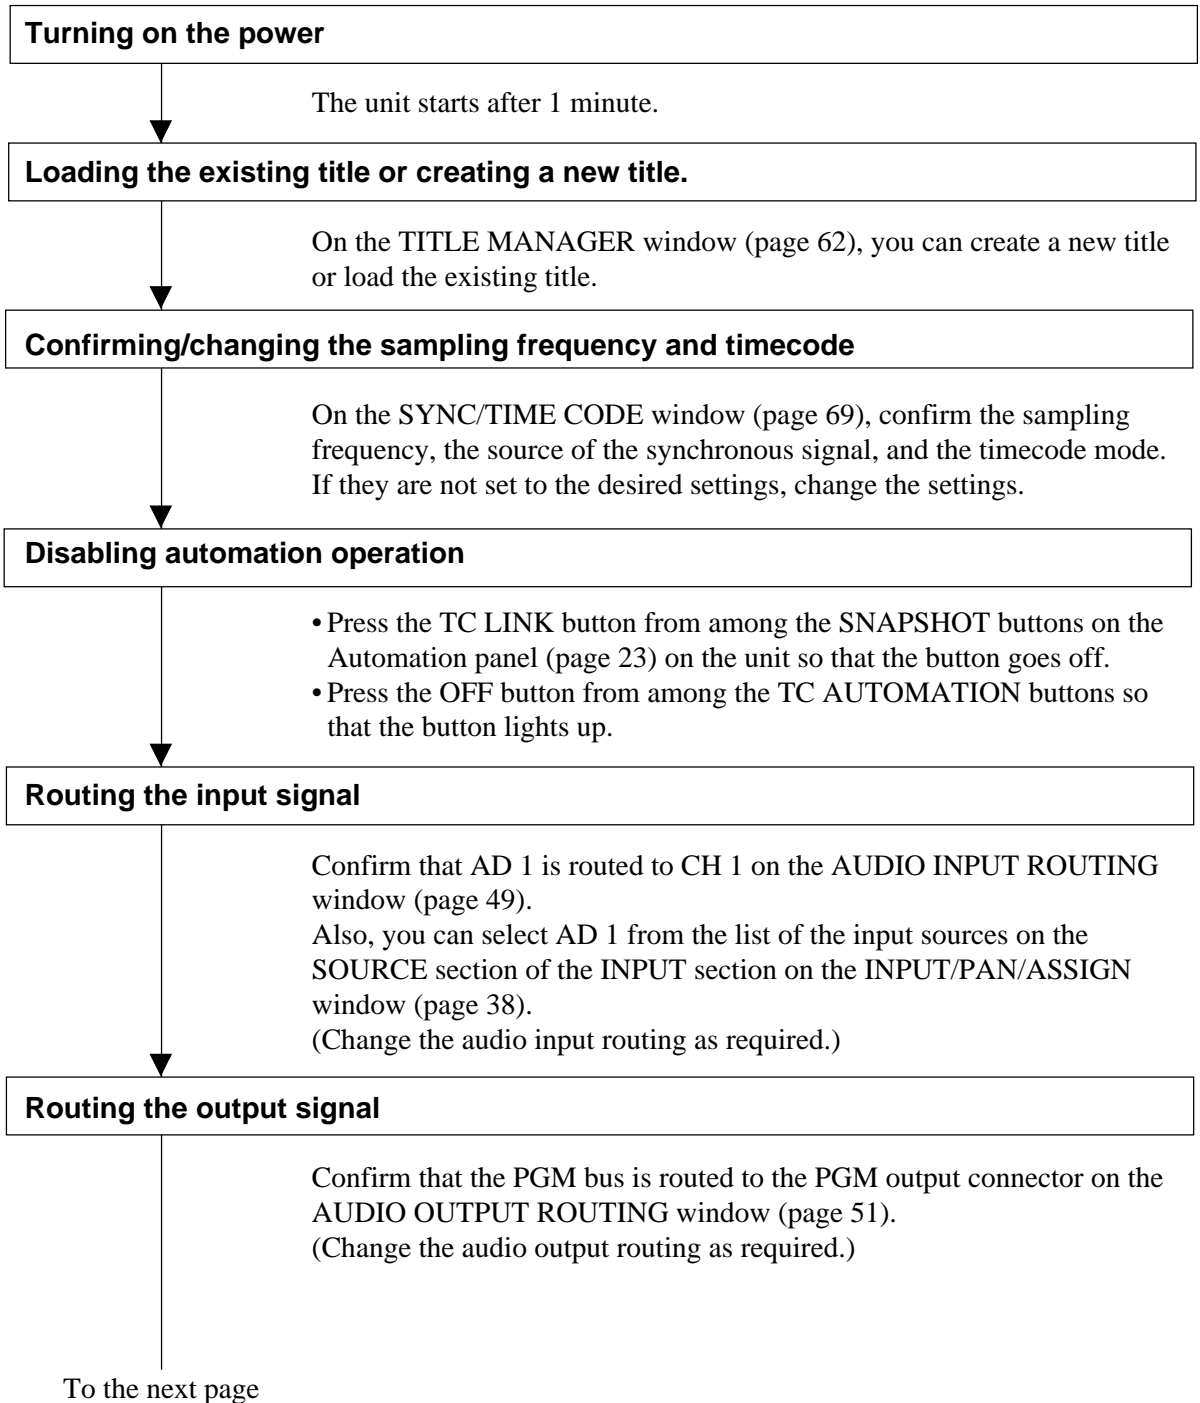 Turning on the power
The unit starts after 1 minute.
Loading the existing title or creating a new title.
On the TITLE MANAGER window (page 62), you can create a new title
or load the existing title.
Confirming/changing the sampling frequency and timecode
On the SYNC/TIME CODE window (page 69), confirm the sampling
frequency, the source of the synchronous signal, and the timecode mode.
If they are not set to the desired settings, change the settings.
Disabling automation operation
• Press the TC LINK button from among the SNAPSHOT buttons on the
Automation panel (page 23) on the unit so that the button goes off.
• Press the OFF button from among the TC AUTOMATION buttons so
that the button lights up.
Routing the input signal
Confirm that AD 1 is routed to CH 1 on the AUDIO INPUT ROUTING
window (page 49).
Also, you can select AD 1 from the list of the input sources on the
SOURCE section of the INPUT section on the INPUT/PAN/ASSIGN
window (page 38).
(Change the audio input routing as required.)
Routing the output signal
Confirm that the PGM bus is routed to the PGM output connector on the
AUDIO OUTPUT ROUTING window (page 51).
(Change the audio output routing as required.)
To the next page